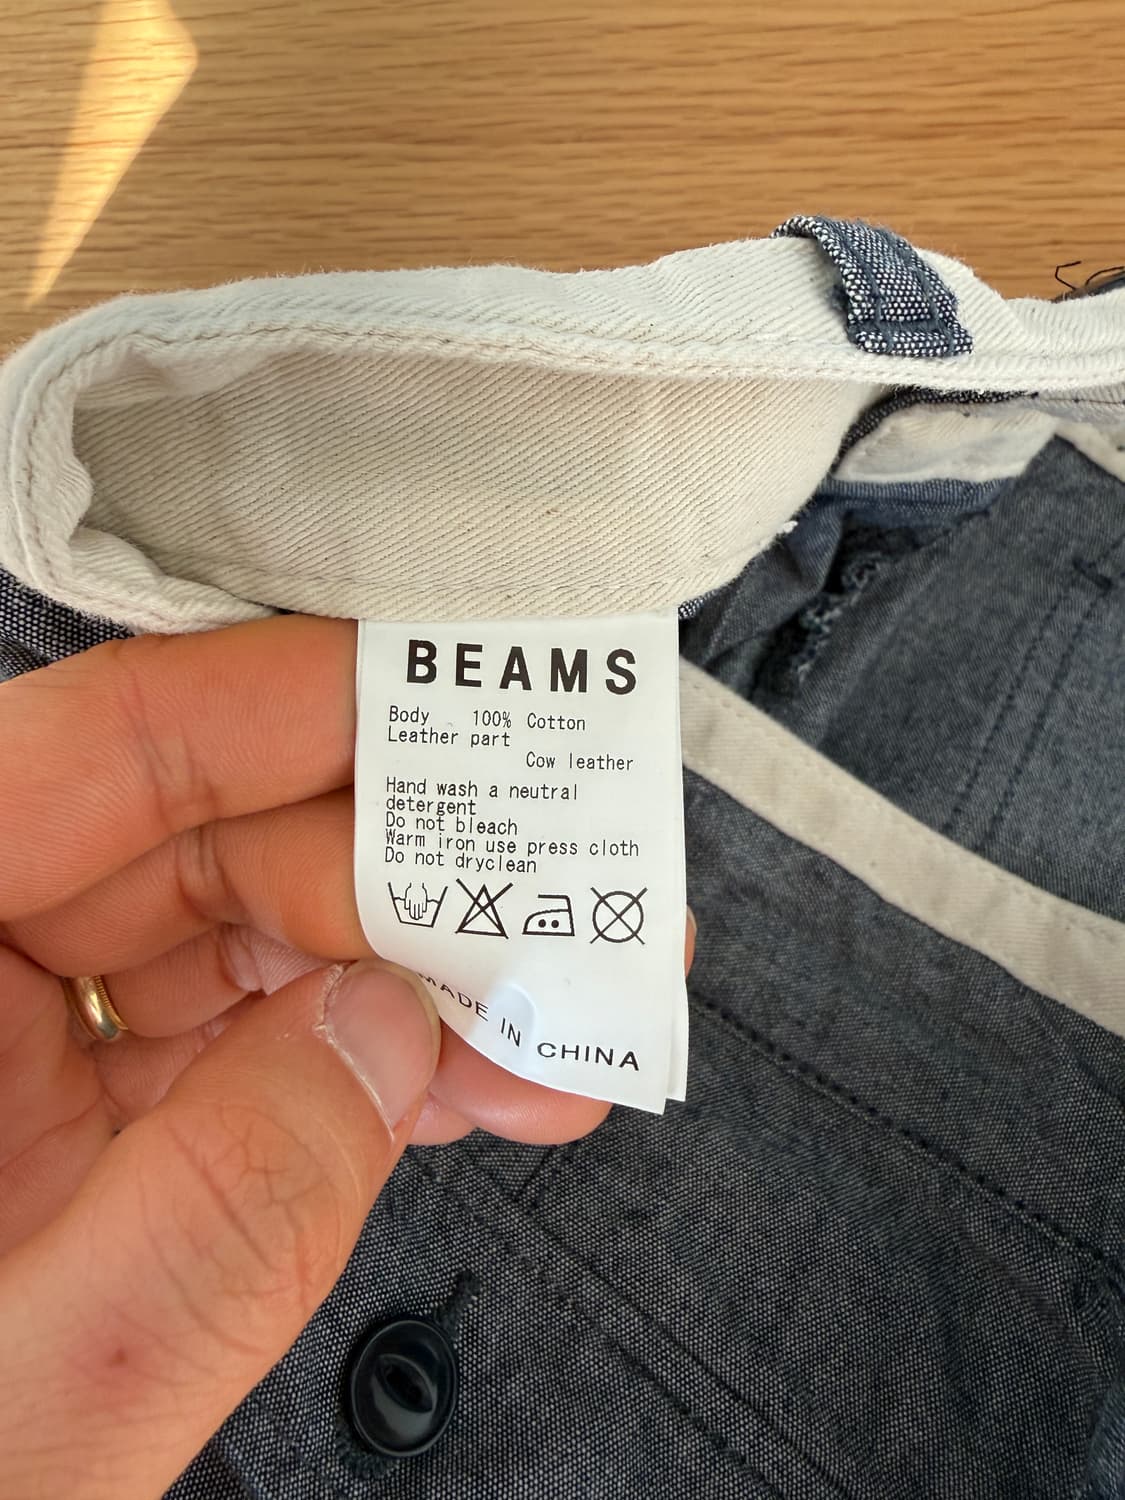 BEAMS
Body 100% Cotton
Leather part
Cow leather
Hand wash a neutral
detergent
Do not bleach
Warm iron use press cloth
Do not dryclean
MADE IN CHINA